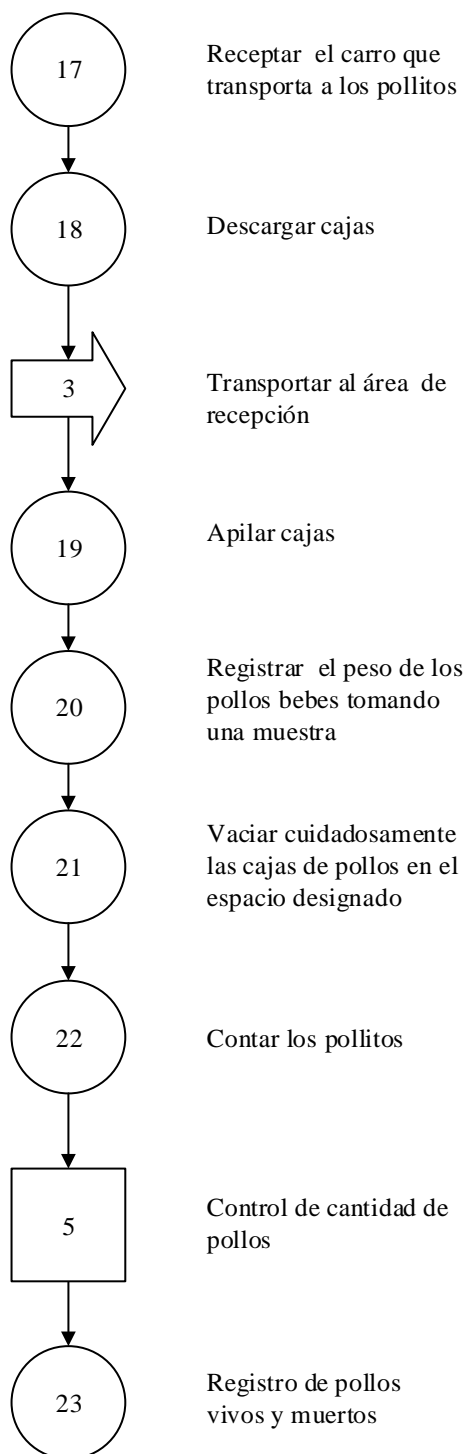 17
Receptar el carro que
transporta a los pollitos
18
Descargar cajas
3
Transportar al área de
recepción
19
Apilar cajas
20
Registrar el peso de los
pollos bebes tomando
una muestra
21
Vaciar cuidadosamente
las cajas de pollos en el
espacio designado
22
Contar los pollitos
5
Control de cantidad de
pollos
23
Registro de pollos
vivos y muertos